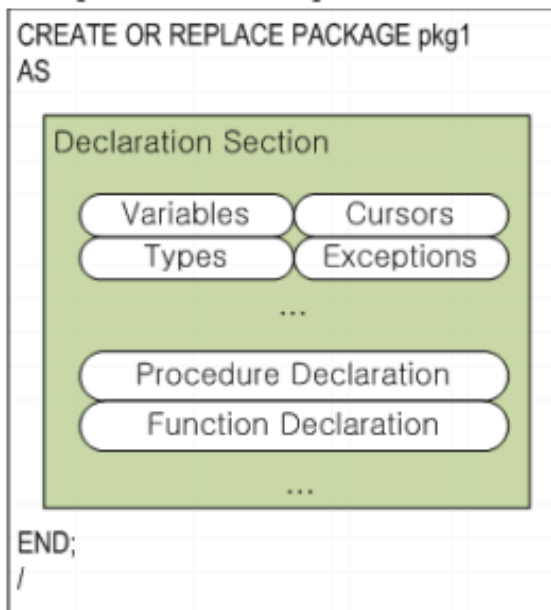 CREATE OR REPLACE PACKAGE pkg1
AS
Declaration Section
Variables Cursors
Types Exceptions
...
Procedure Declaration
Function Declaration
...
END;
/